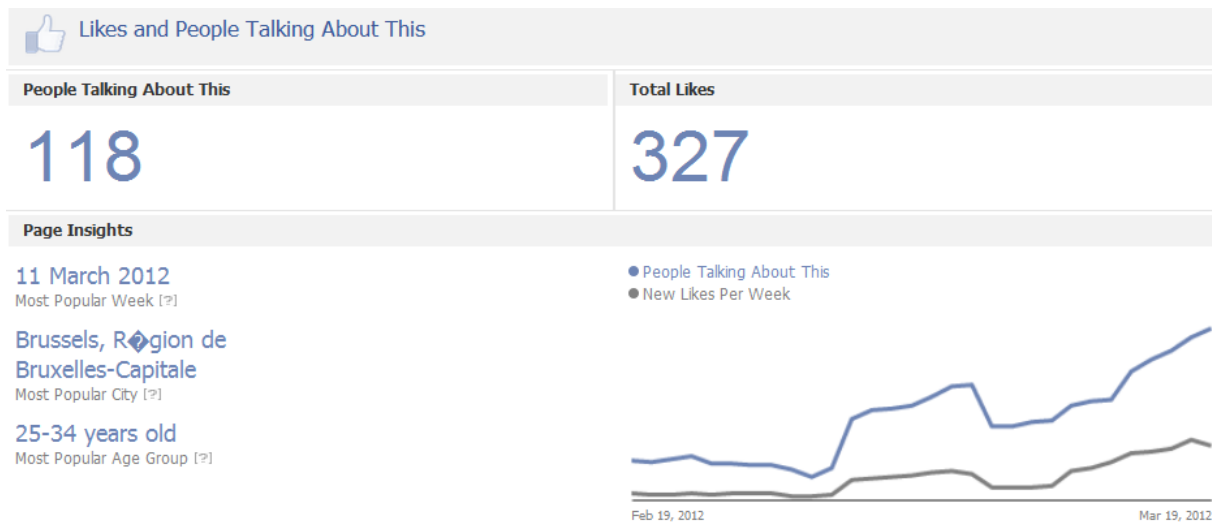 Likes and People Talking About This
People Talking About This
Total Likes
118
327
Page Insights
11 March 2012
Most Popular Week [?]
Brussels, R�gion de
Bruxelles-Capitale
Most Popular City [?]
25-34 years old
Most Popular Age Group [?]
People Talking About This
New Likes Per Week
Feb 19, 2012
Mar 19, 2012